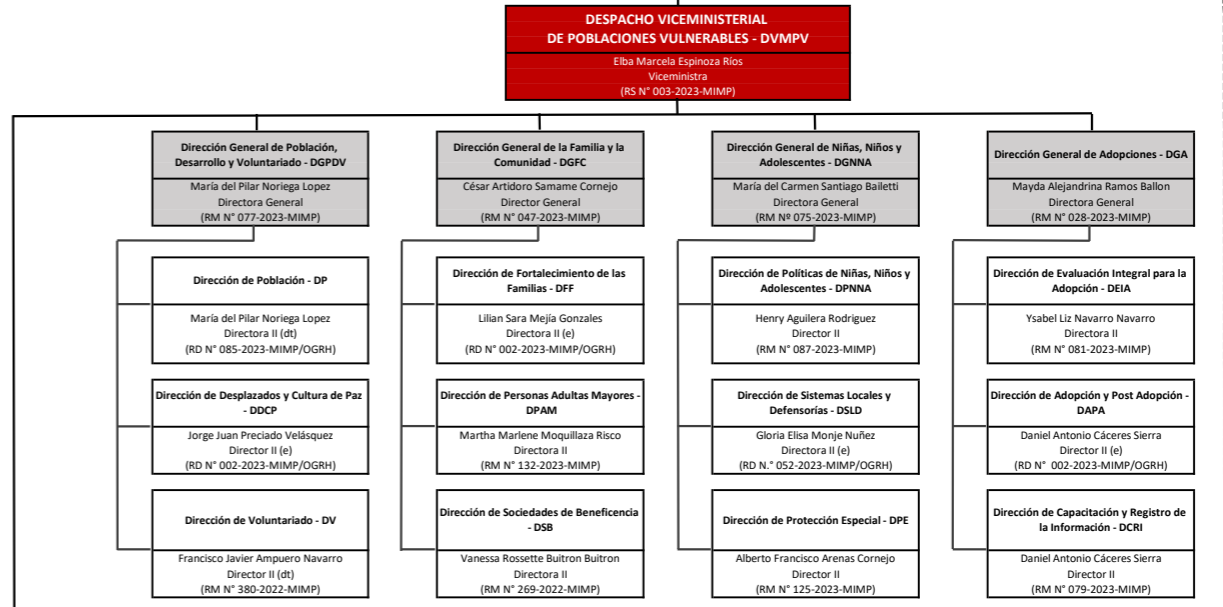 DESPACHO VICEMINISTERIAL
DE POBLACIONES VULNERABLES - DVMPV
Elba Marcela Espinoza Ríos
Viceministra
(RS N° 003-2023-MIMP)
Dirección General de Población,
Desarrollo y Voluntariado - DGPDV
María del Pilar Noriega Lopez
Directora General
(RM N° 077-2023-MIMP)
Dirección General de la Familia y la
Comunidad - DGFC
César Artidoro Samame Cornejo
Director General
(RM N° 047-2023-MIMP)
Dirección General de Niñas, Niños y
Adolescentes - DGNNA
María del Carmen Santiago Bailetti
Directora General
(RM Nº 075-2023-MIMP)
Dirección General de Adopciones - DGA
Mayda Alejandrina Ramos Ballon
Directora General
(RM N° 028-2023-MIMP)
Dirección de Población - DP
María del Pilar Noriega Lopez
Directora II (dt)
(RD N° 085-2023-MIMP/OGRH)
Dirección de Fortalecimiento de las
Familias - DFF
Lilian Sara Mejía Gonzales
Directora II (e)
(RD N° 002-2023-MIMP/OGRH)
Dirección de Políticas de Niñas, Niños y
Adolescentes - DPNNA
Henry Aguilera Rodriguez
Director II
(RM N° 087-2023-MIMP)
Dirección de Evaluación Integral para la
Adopción - DEIA
Ysabel Liz Navarro Navarro
Directora II
(RM N° 081-2023-MIMP)
Dirección de Desplazados y Cultura de Paz
- DDCP
Jorge Juan Preciado Velásquez
Director II (e)
(RD N° 002-2023-MIMP/OGRH)
Dirección de Personas Adultas Mayores -
DPAM
Martha Marlene Moquillaza Risco
Directora II
(RM N° 132-2023-MIMP)
Dirección de Sistemas Locales y
Defensorías - DSLD
Gloria Elisa Monje Nuñez
Directora II (e)
(RD N.° 052-2023-MIMP/OGRH)
Dirección de Adopción y Post Adopción -
DAPA
Daniel Antonio Cáceres Sierra
Director II (e)
(RD N° 002-2023-MIMP/OGRH)
Dirección de Voluntariado - DV
Francisco Javier Ampuero Navarro
Director II (dt)
(RM N° 380-2022-MIMP)
Dirección de Sociedades de Beneficencia
- DSB
Vanessa Rossette Buitron Buitron
Directora II
(RM N° 269-2022-MIMP)
Dirección de Protección Especial - DPE
Alberto Francisco Arenas Cornejo
Director II
(RM N° 125-2023-MIMP)
Dirección de Capacitación y Registro de
la Información - DCRI
Daniel Antonio Cáceres Sierra
Director II
(RM N° 079-2023-MIMP)